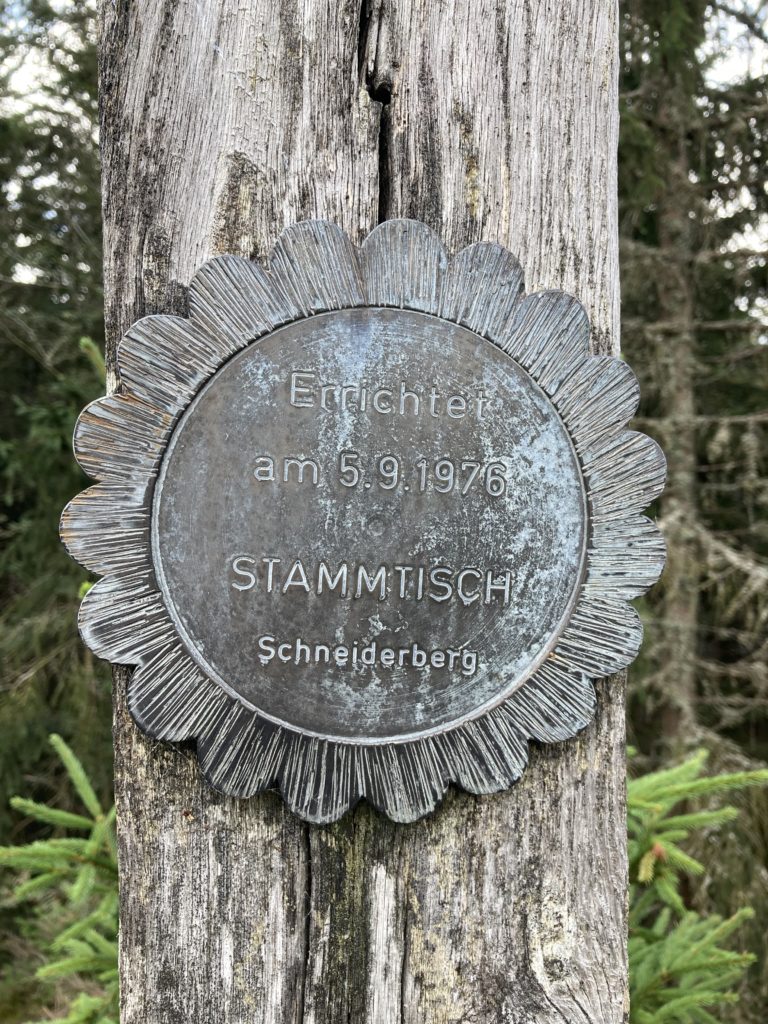 Errichtet
am 5.9.1976
STAMMTISCH
Schneiderberg